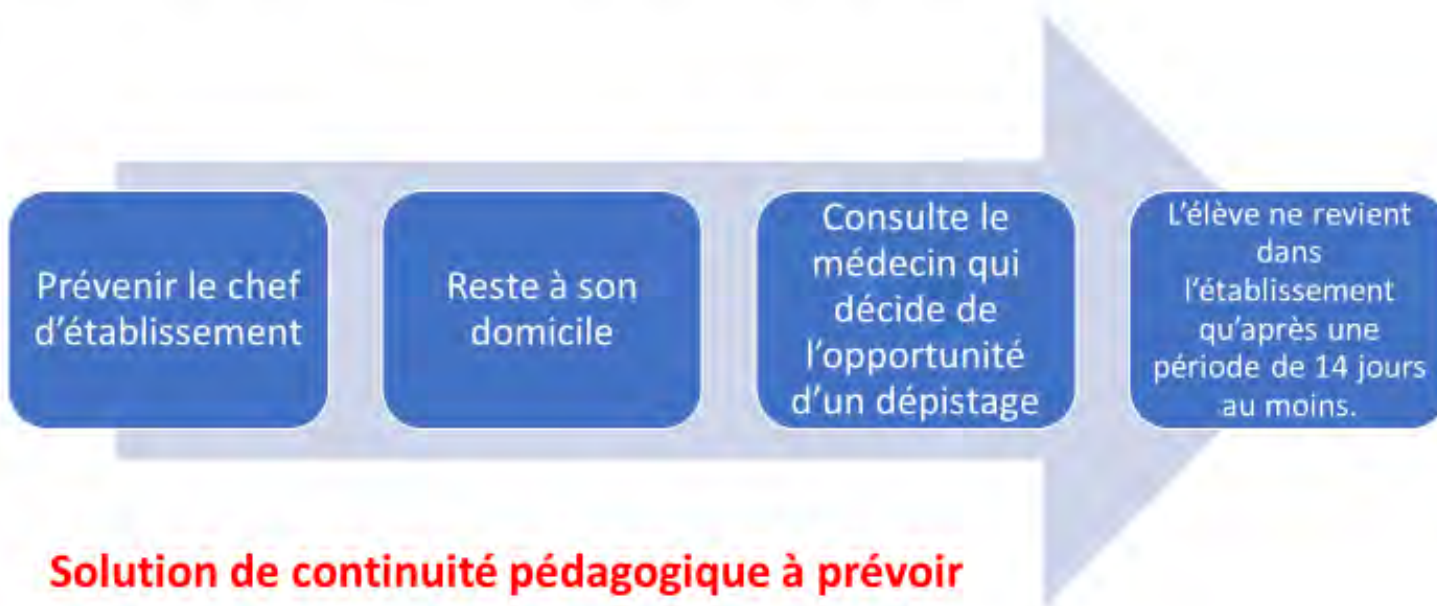 Prévenir le chef
d'établissement
Reste à son
domicile
Consulte le
médecin qui
décide de
l'opportunité
d'un dépistage
L'élève ne revient
dans
l'établissement
qu'après une
période de 14 jours
au moins.
Solution de continuité pédagogique à prévoir